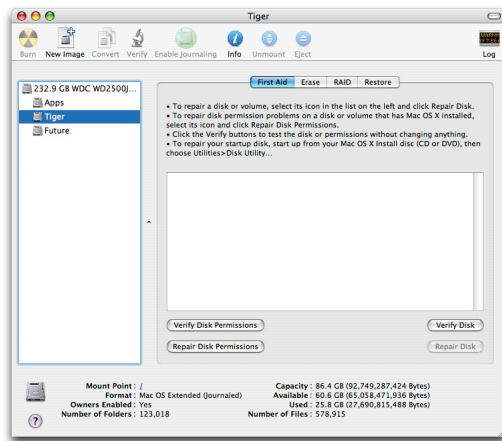 Tiger
Burn New Image Convert Verify Enable Journaling Info Unmount Eject Log
232.9 GB WDC WD2500J...
Apps
Tiger
Future
First Aid Erase RAID Restore
• To repair a disk or volume, select its icon in the list on the left and click Repair Disk.
• To repair disk permission problems on a disk or volume that has Mac OS X installed,
select its icon and click Repair Disk Permissions.
• Click the Verify buttons to test the disk or permissions without changing anything.
• To repair your startup disk, start up from your Mac OS X Install disc (CD or DVD), then
choose Utilities>Disk Utility...
Verify Disk Permissions Verify Disk
Repair Disk Permissions Repair Disk
Mount Point : / Capacity : 86.4 GB (92,749,287,424 Bytes)
Format : Mac OS Extended (Journaled) Available : 60.6 GB (65,058,471,936 Bytes)
Owners Enabled : Yes Used : 25.8 GB (27,690,815,488 Bytes)
Number of Folders : 123,018 Number of Files : 578,915
?